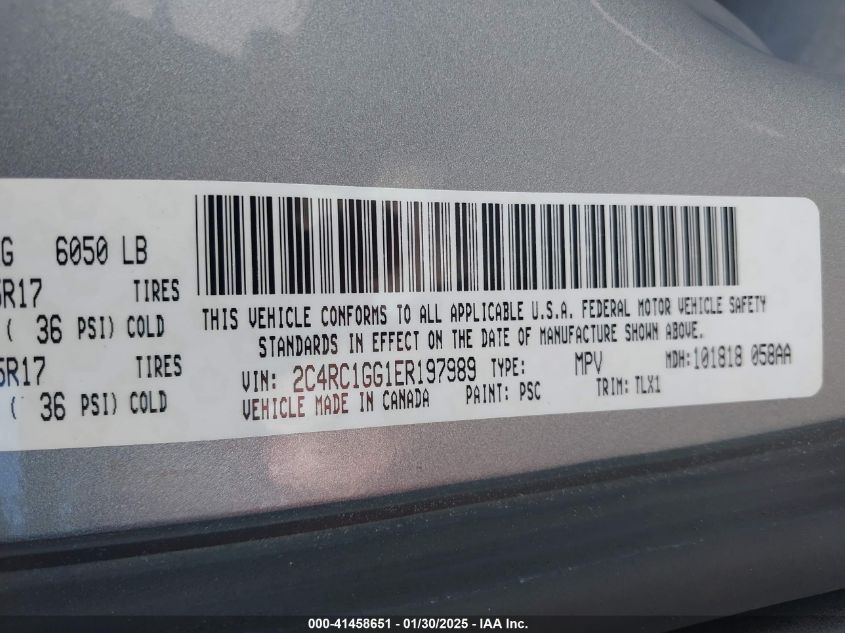 G 6050 LB
5R17 TIRES
( 36 PSI) COLD
5R17 TIRES
( 36 PSI) COLD
THIS VEHICLE CONFORMS TO ALL APPLICABLE U.S.A. FEDERAL MOTOR VEHICLE SAFETY
STANDARDS IN EFFECT ON THE DATE OF MANUFACTURE SHOWN ABOVE.
VIN: 2C4RC1GG1ER197989 TYPE: MPV MDH:101818 058AA
VEHICLE MADE IN CANADA PAINT: PSC TRIM: TLX1
000-41458651 - 01/30/2025 - IAA Inc.